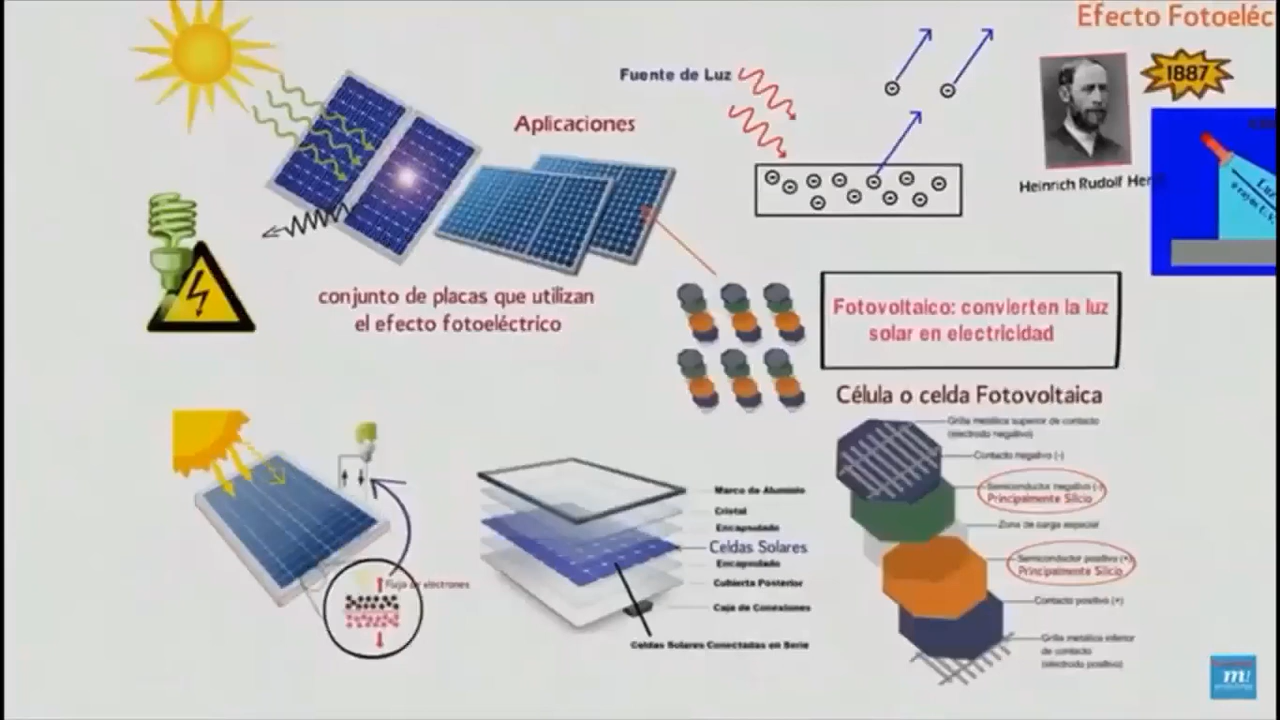 Efecto Fotoeléc
1887
Fuente de Luz
Aplicaciones
Heinrich Rudolf Her
Luz
o rayos U.V.
conjunto de placas que utilizan
el efecto fotoeléctrico
Fotovoltaico: convierten la luz
solar en electricidad
Célula o celda Fotovoltaica
Grilla metálica superior de contacto
(electrodo negativo)
Contacto negativo (-)
Semiconductor negativo (-)
Principalmente Silicio
Zona de carga espacial
Semiconductor positivo (+)
Principalmente Silicio
Contacto positivo (+)
Grilla metálica inferior
de contacto
(electrodo positivo)
Marco de Aluminio
Cristal
Encapsulado
Celdas Solares
Encapsulado
Cubierta Posterior
Caja de Conexiones
Celdas Solares Conectadas en Serie
Flujo de electrones
m!